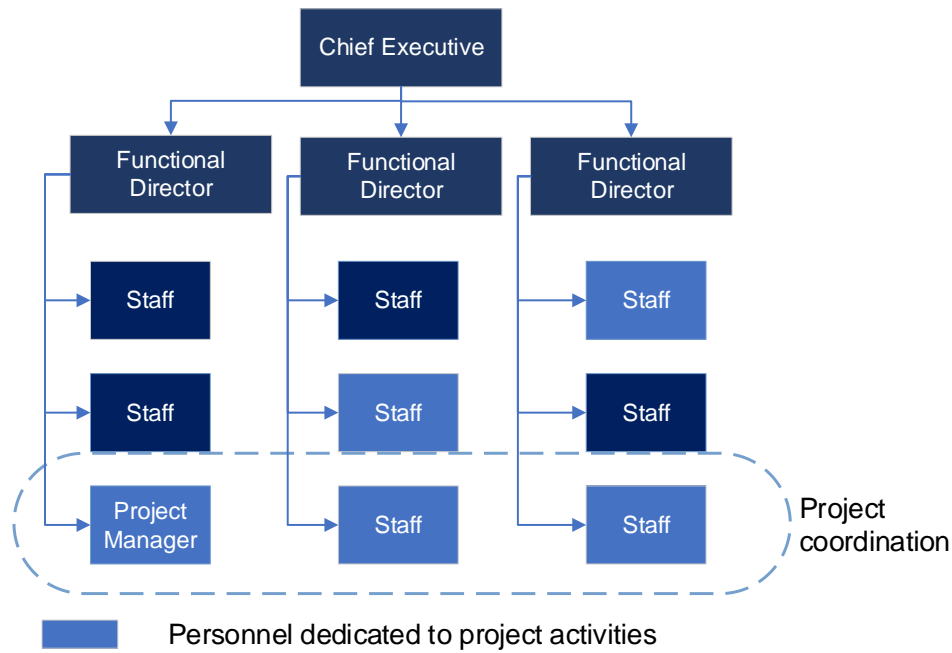 Chief Executive
Functional
Director
Functional
Director
Functional
Director
Staff
Staff
Staff
Staff
Staff
Staff
Project
Manager
Staff
Staff
Project
coordination
Personnel dedicated to project activities